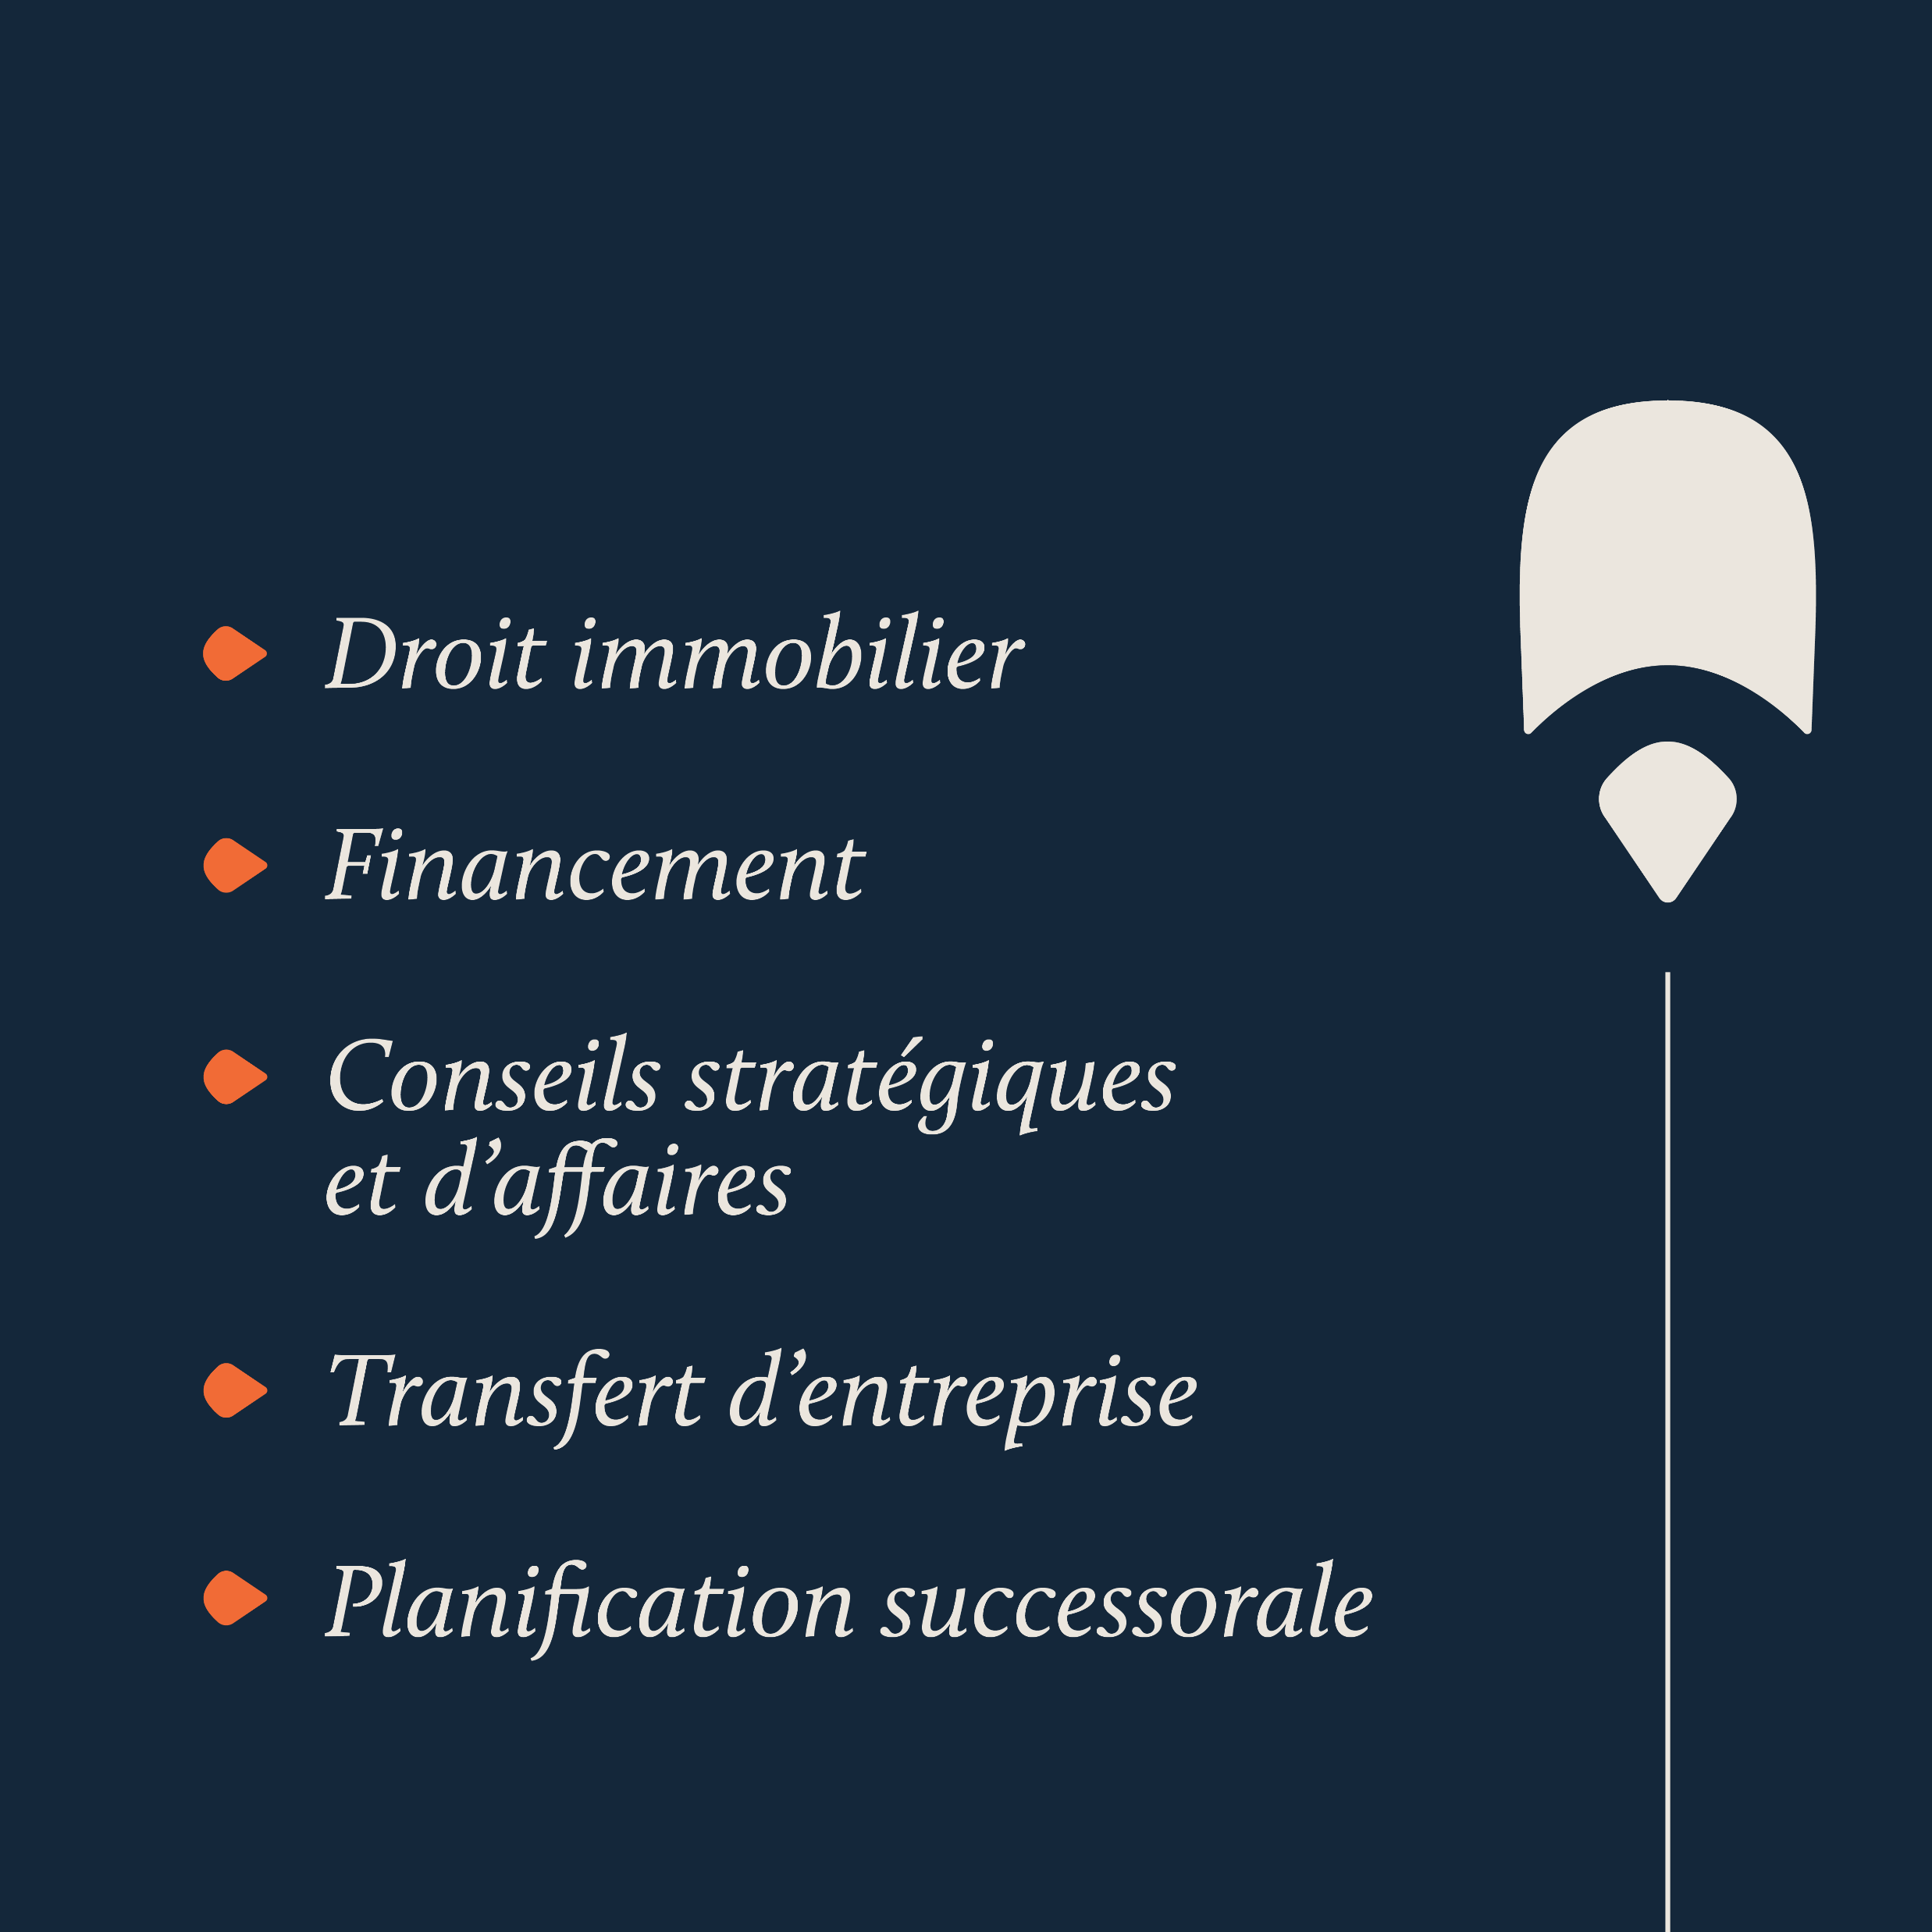 Droit immobilier
Financement
Conseils stratégiques
et d’affaires
Transfert d’entreprise
Planification successorale